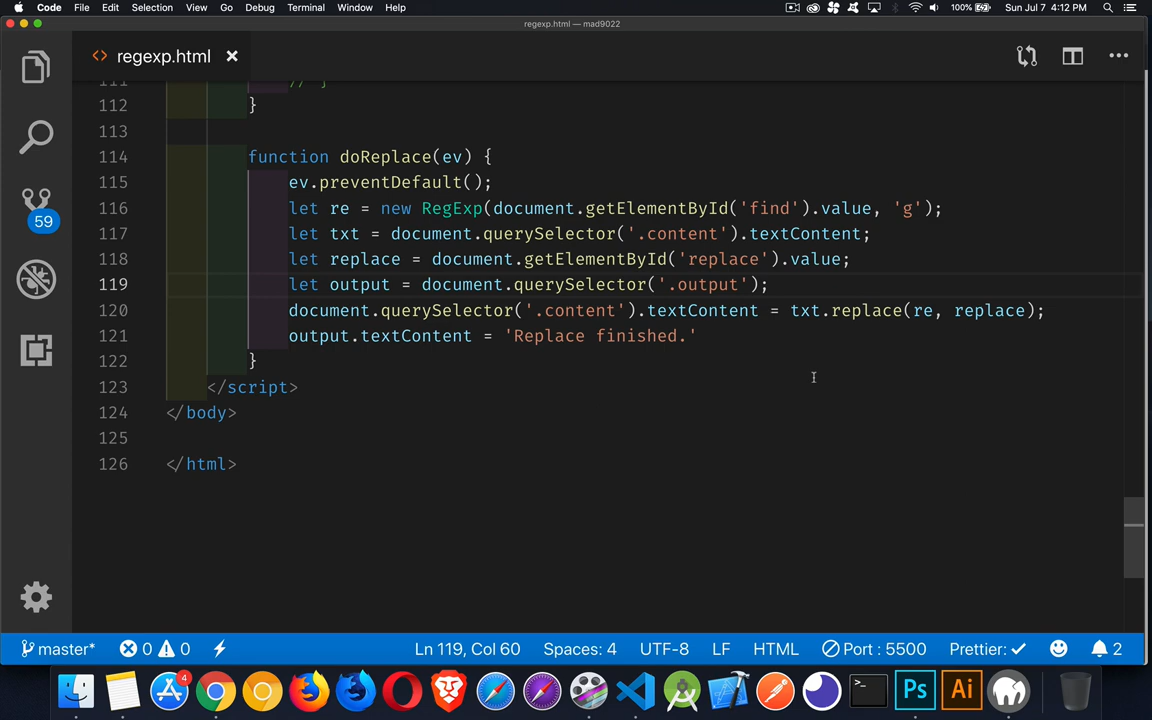 Code File Edit Selection View Go Debug Terminal Window Help 100% Sun Jul 7 4:12 PM
regexp.html — mad9022
<> regexp.html ×
111 // }
112 }
113
114 function doReplace(ev) {
115 ev.preventDefault();
116 let re = new RegExp(document.getElementById('find').value, 'g');
117 let txt = document.querySelector('.content').textContent;
118 let replace = document.getElementById('replace').value;
119 let output = document.querySelector('.output');
120 document.querySelector('.content').textContent = txt.replace(re, replace);
121 output.textContent = 'Replace finished.'
122 }
123 </script>
124 </body>
125
126 </html>
59
master* 0 0 Ln 119, Col 60 Spaces: 4 UTF-8 LF HTML Port : 5500 Prettier: ✓ 2
4
>_
Ps
Ai